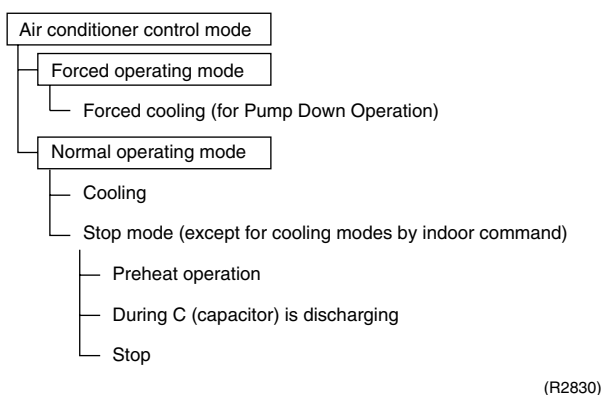 Air conditioner control mode
Forced operating mode
Forced cooling (for Pump Down Operation)
Normal operating mode
Cooling
Stop mode (except for cooling modes by indoor command)
Preheat operation
During C (capacitor) is discharging
Stop
(R2830)